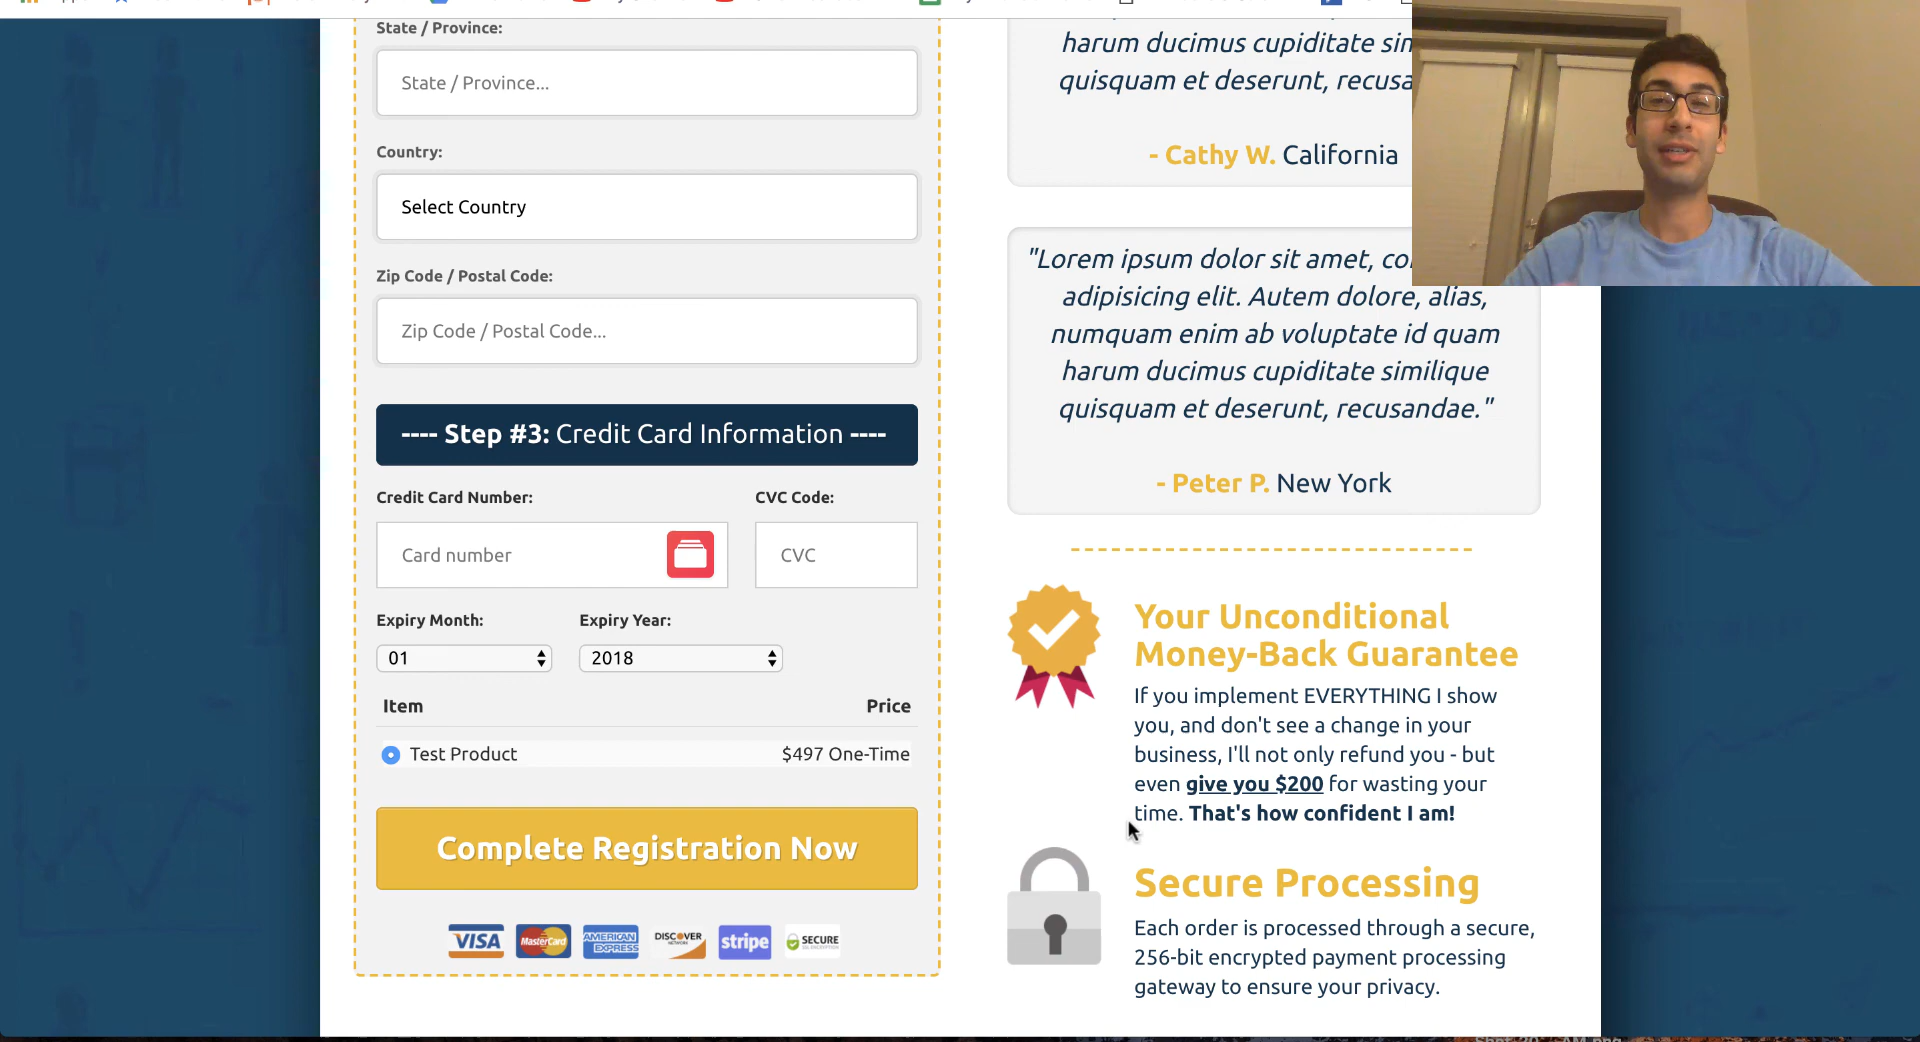 State / Province:
State / Province...
Country:
Select Country
Zip Code / Postal Code:
Zip Code / Postal Code...
---- Step #3: Credit Card Information ----
Credit Card Number:
CVC Code:
Card number
CVC
Expiry Month:
Expiry Year:
01
2018
Item
Price
Test Product
$497 One-Time
Complete Registration Now
VISA
MasterCard
AMERICAN
EXPRESS
DISCOVER
stripe
SECURE
harum ducimus cupiditate sim
quisquam et deserunt, recusa
- Cathy W. California
"Lorem ipsum dolor sit amet, co
adipisicing elit. Autem dolore, alias,
numquam enim ab voluptate id quam
harum ducimus cupiditate similique
quisquam et deserunt, recusandae."
- Peter P. New York
Your Unconditional
Money-Back Guarantee
If you implement EVERYTHING I show
you, and don't see a change in your
business, I'll not only refund you - but
even give you $200 for wasting your
time. That's how confident I am!
Secure Processing
Each order is processed through a secure,
256-bit encrypted payment processing
gateway to ensure your privacy.